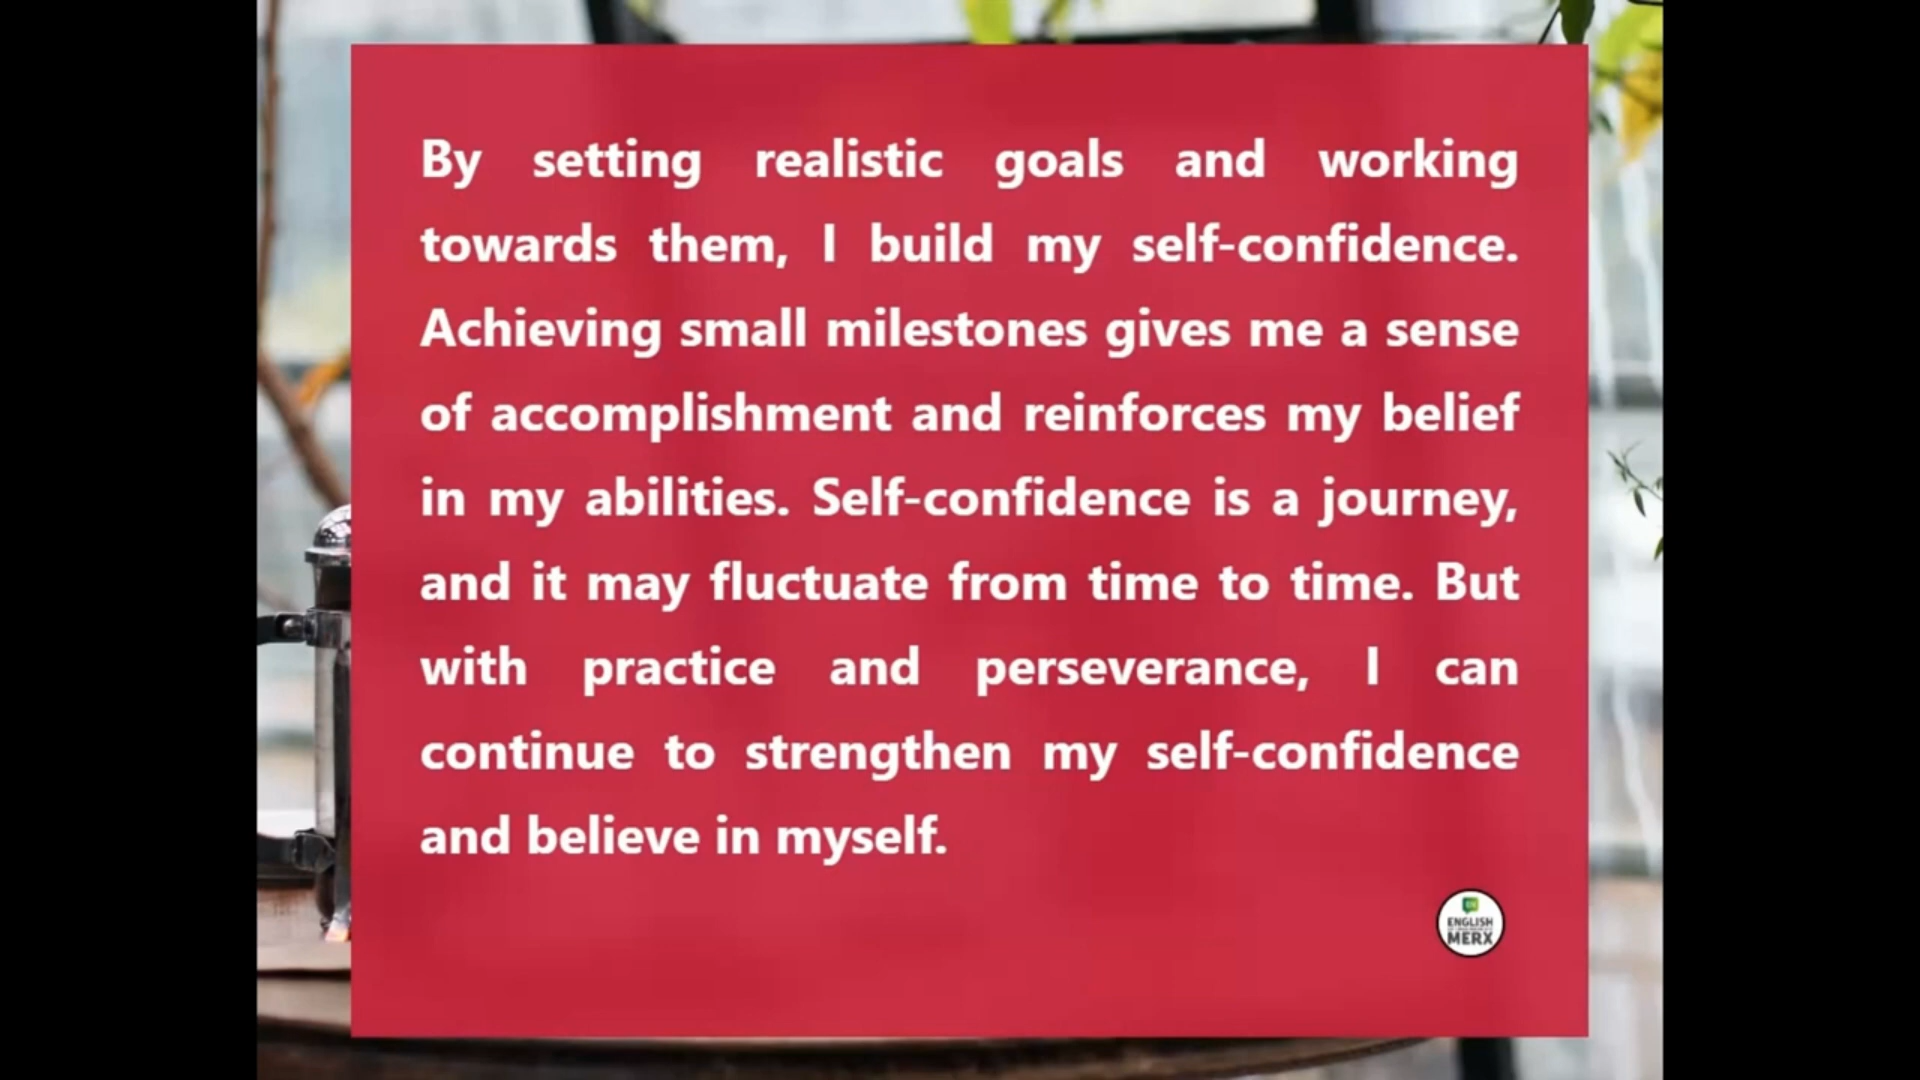 By setting realistic goals and working
towards them, I build my self-confidence.
Achieving small milestones gives me a sense
of accomplishment and reinforces my belief
in my abilities. Self-confidence is a journey,
and it may fluctuate from time to time. But
with practice and perseverance, I can
continue to strengthen my self-confidence
and believe in myself.
ENGLISH
MERX